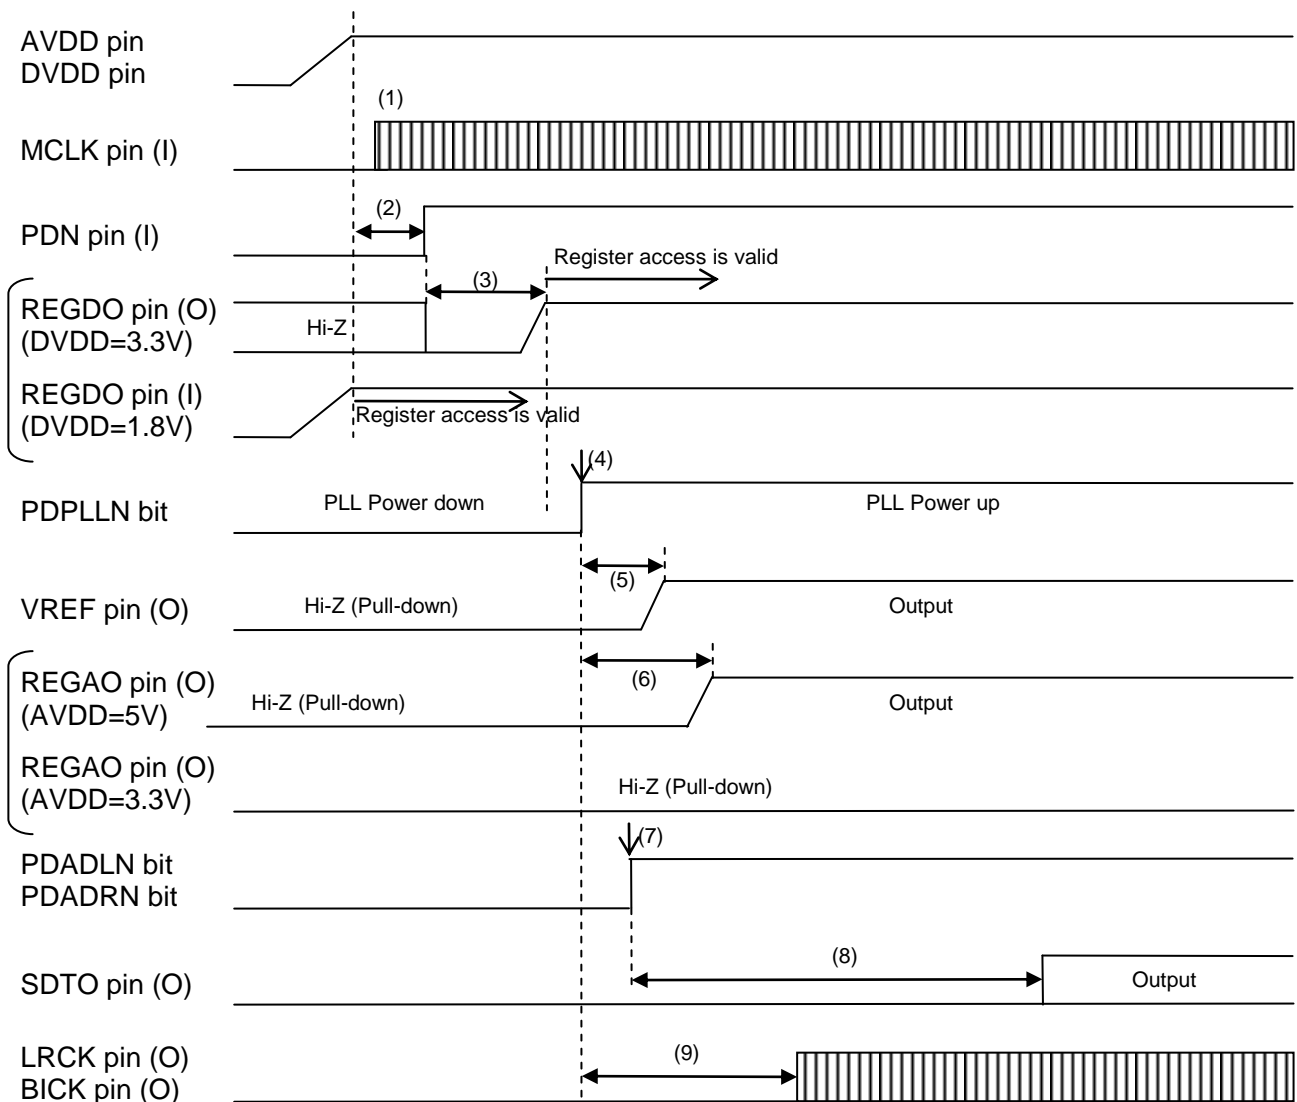 AVDD pin
DVDD pin
(1)
MCLK pin (I)
(2)
PDN pin (I)
Register access is valid
(3)
REGDO pin (O)
(DVDD=3.3V)
Hi-Z
REGDO pin (I)
(DVDD=1.8V)
Register access is valid
(4)
PDPLLN bit
PLL Power down
PLL Power up
(5)
VREF pin (O)
Hi-Z (Pull-down)
Output
(6)
REGAO pin (O)
(AVDD=5V)
Hi-Z (Pull-down)
Output
REGAO pin (O)
(AVDD=3.3V)
Hi-Z (Pull-down)
(7)
PDADLN bit
PDADRN bit
(8)
SDTO pin (O)
Output
(9)
LRCK pin (O)
BICK pin (O)